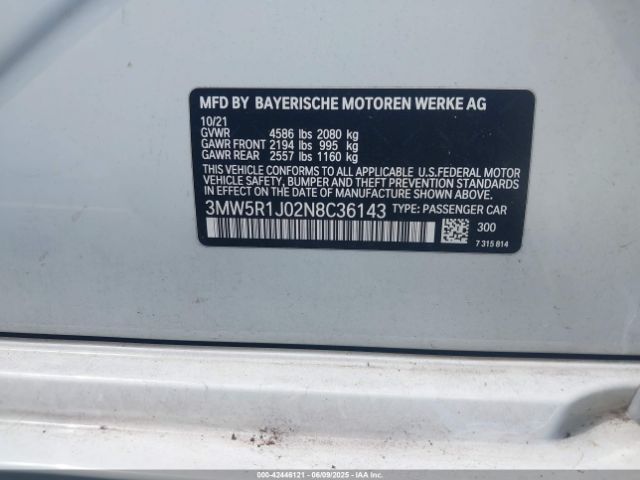 MFD BY BAYERISCHE MOTOREN WERKE AG
10/21
GVWR 4586 lbs 2080 kg
GAWR FRONT 2194 lbs 995 kg
GAWR REAR 2557 lbs 1160 kg
THIS VEHICLE CONFORMS TO ALL APPLICABLE U.S.FEDERAL MOTOR
VEHICLE SAFETY, BUMPER, AND THEFT PREVENTION STANDARDS IN
EFFECT ON THE DATE OF MANUFACTURE SHOWN ABOVE.
3MW5R1J02N8C36143 TYPE: PASSENGER CAR
300
7 315 814
000-42446121 - 06/09/2025 - IAAI.COM